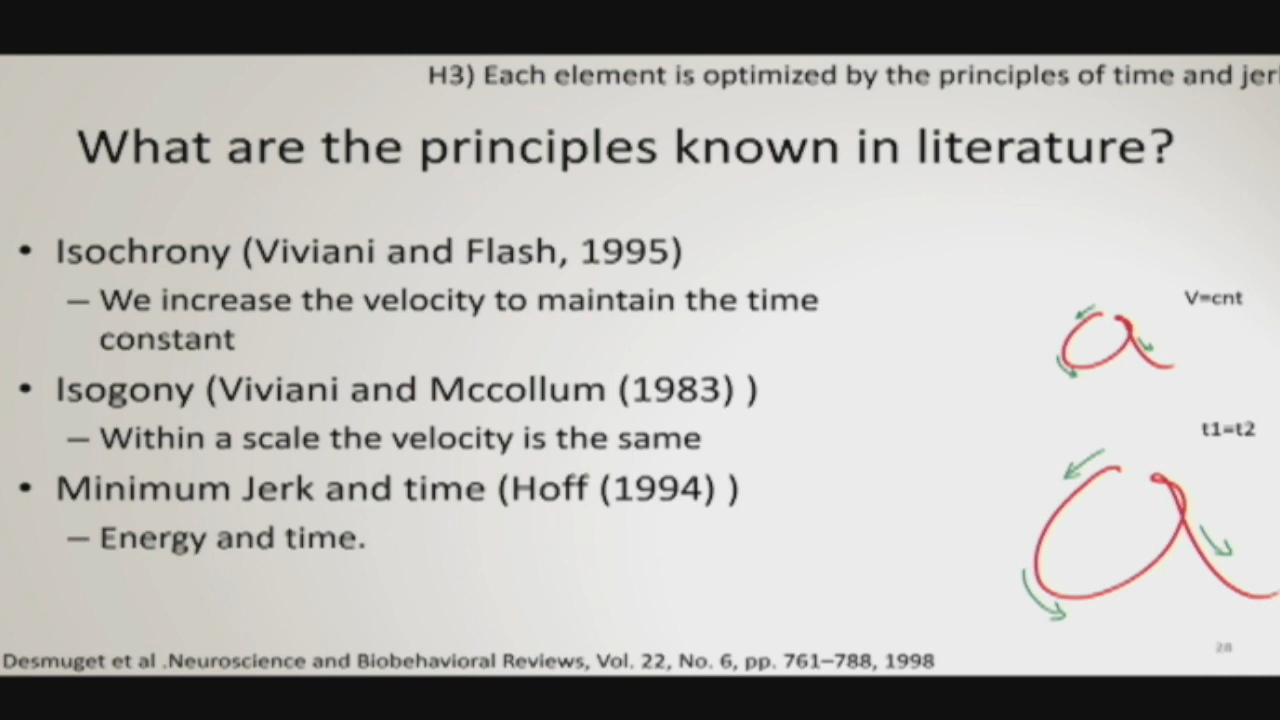 H3) Each element is optimized by the principles of time and jer
What are the principles known in literature?
• Isochrony (Viviani and Flash, 1995)
– We increase the velocity to maintain the time
constant
• Isogony (Viviani and Mccollum (1983) )
– Within a scale the velocity is the same
• Minimum Jerk and time (Hoff (1994) )
– Energy and time.
V=cnt
a
t1=t2
a
Desmuget et al .Neuroscience and Biobehavioral Reviews, Vol. 22, No. 6, pp. 761–788, 1998
28